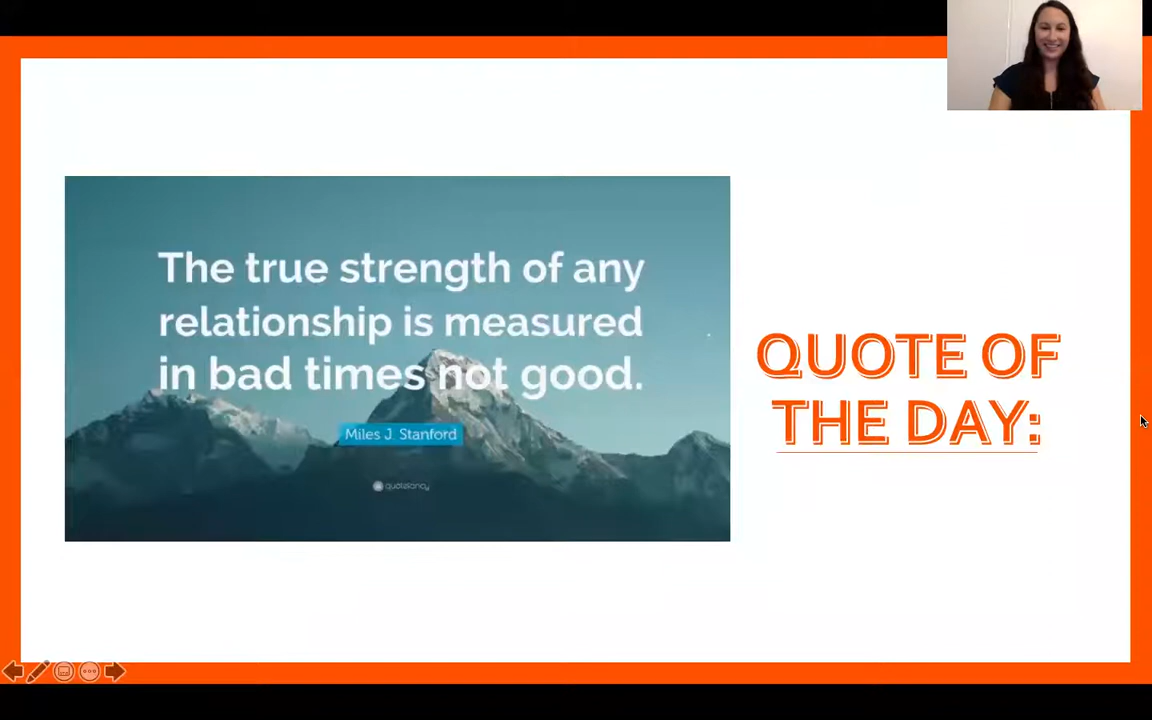 The true strength of any
relationship is measured
in bad times not good.
Miles J. Stanford
quotefancy
QUOTE OF
THE DAY: